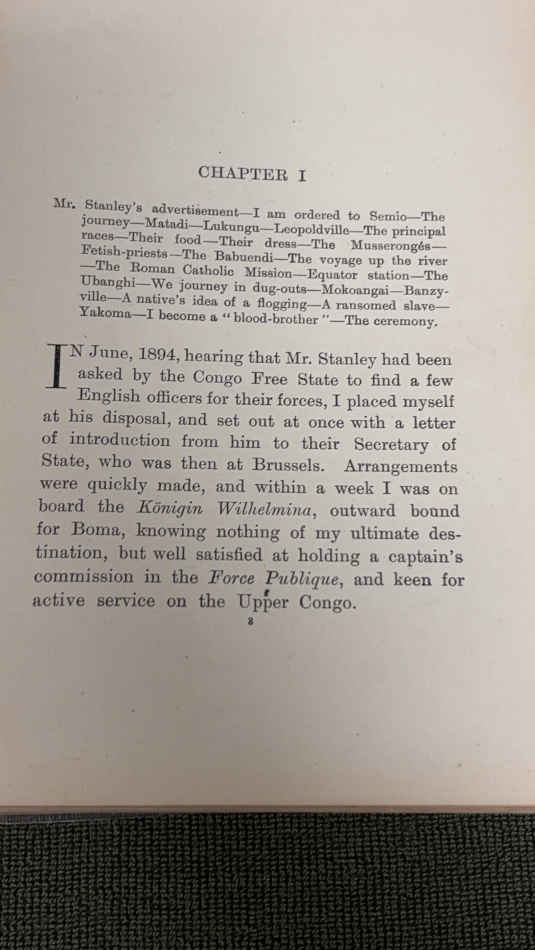 CHAPTER I
Mr. Stanley's advertisement—I am ordered to Semio—The
journey—Matadi—Lukungu—Leopoldville—The principal
races—Their food—Their dress—The Musserongés—
Fetish-priests—The Babuendi—The voyage up the river
—The Roman Catholic Mission—Equator station—The
Ubanghi—We journey in dug-outs—Mokoangai—Banzy-
ville—A native's idea of a flogging—A ransomed slave—
Yakoma—I become a “blood-brother”—The ceremony.
IN June, 1894, hearing that Mr. Stanley had been
asked by the Congo Free State to find a few
English officers for their forces, I placed myself
at his disposal, and set out at once with a letter
of introduction from him to their Secretary of
State, who was then at Brussels. Arrangements
were quickly made, and within a week I was on
board the Königin Wilhelmina, outward bound
for Boma, knowing nothing of my ultimate des-
tination, but well satisfied at holding a captain's
commission in the Force Publique, and keen for
active service on the Upper Congo.
3